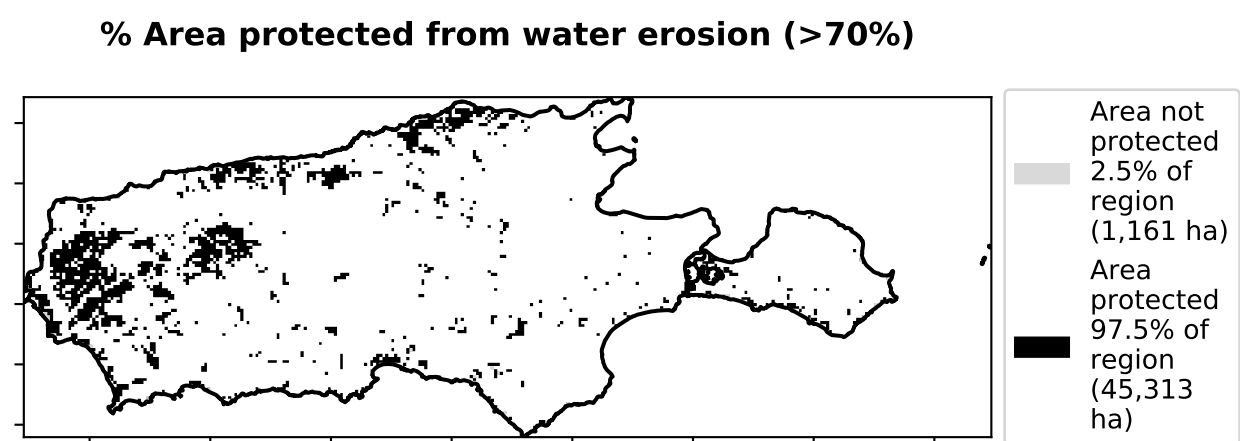 % Area protected from water erosion (>70%)
Area not
protected
2.5% of
region
(1,161 ha)
Area
protected
97.5% of
region
(45,313
ha)